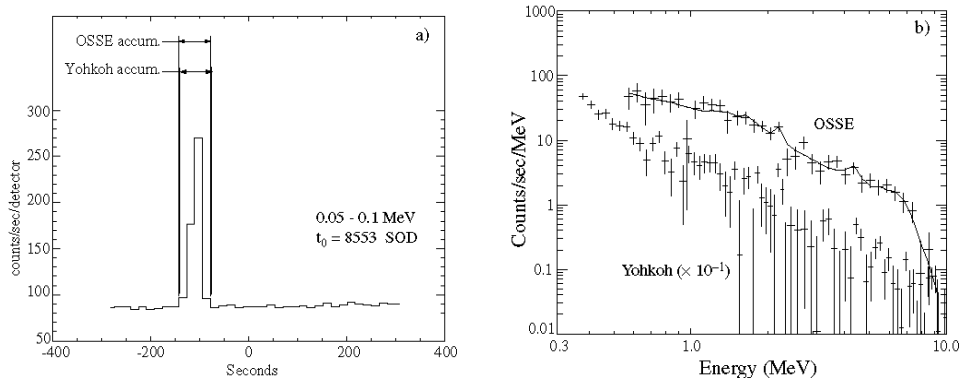 a)
OSSE accum.
Yohkoh accum.
300
250
200
150
100
50
counts/sec/detector
0.05 - 0.1 MeV
t₀ = 8553 SOD
-400 -200 0 200 400
Seconds
b)
1000
100
10
1
0.1
0.01
Counts/sec/MeV
OSSE
Yohkoh (× 10⁻¹)
0.3 1.0 10.0
Energy (MeV)